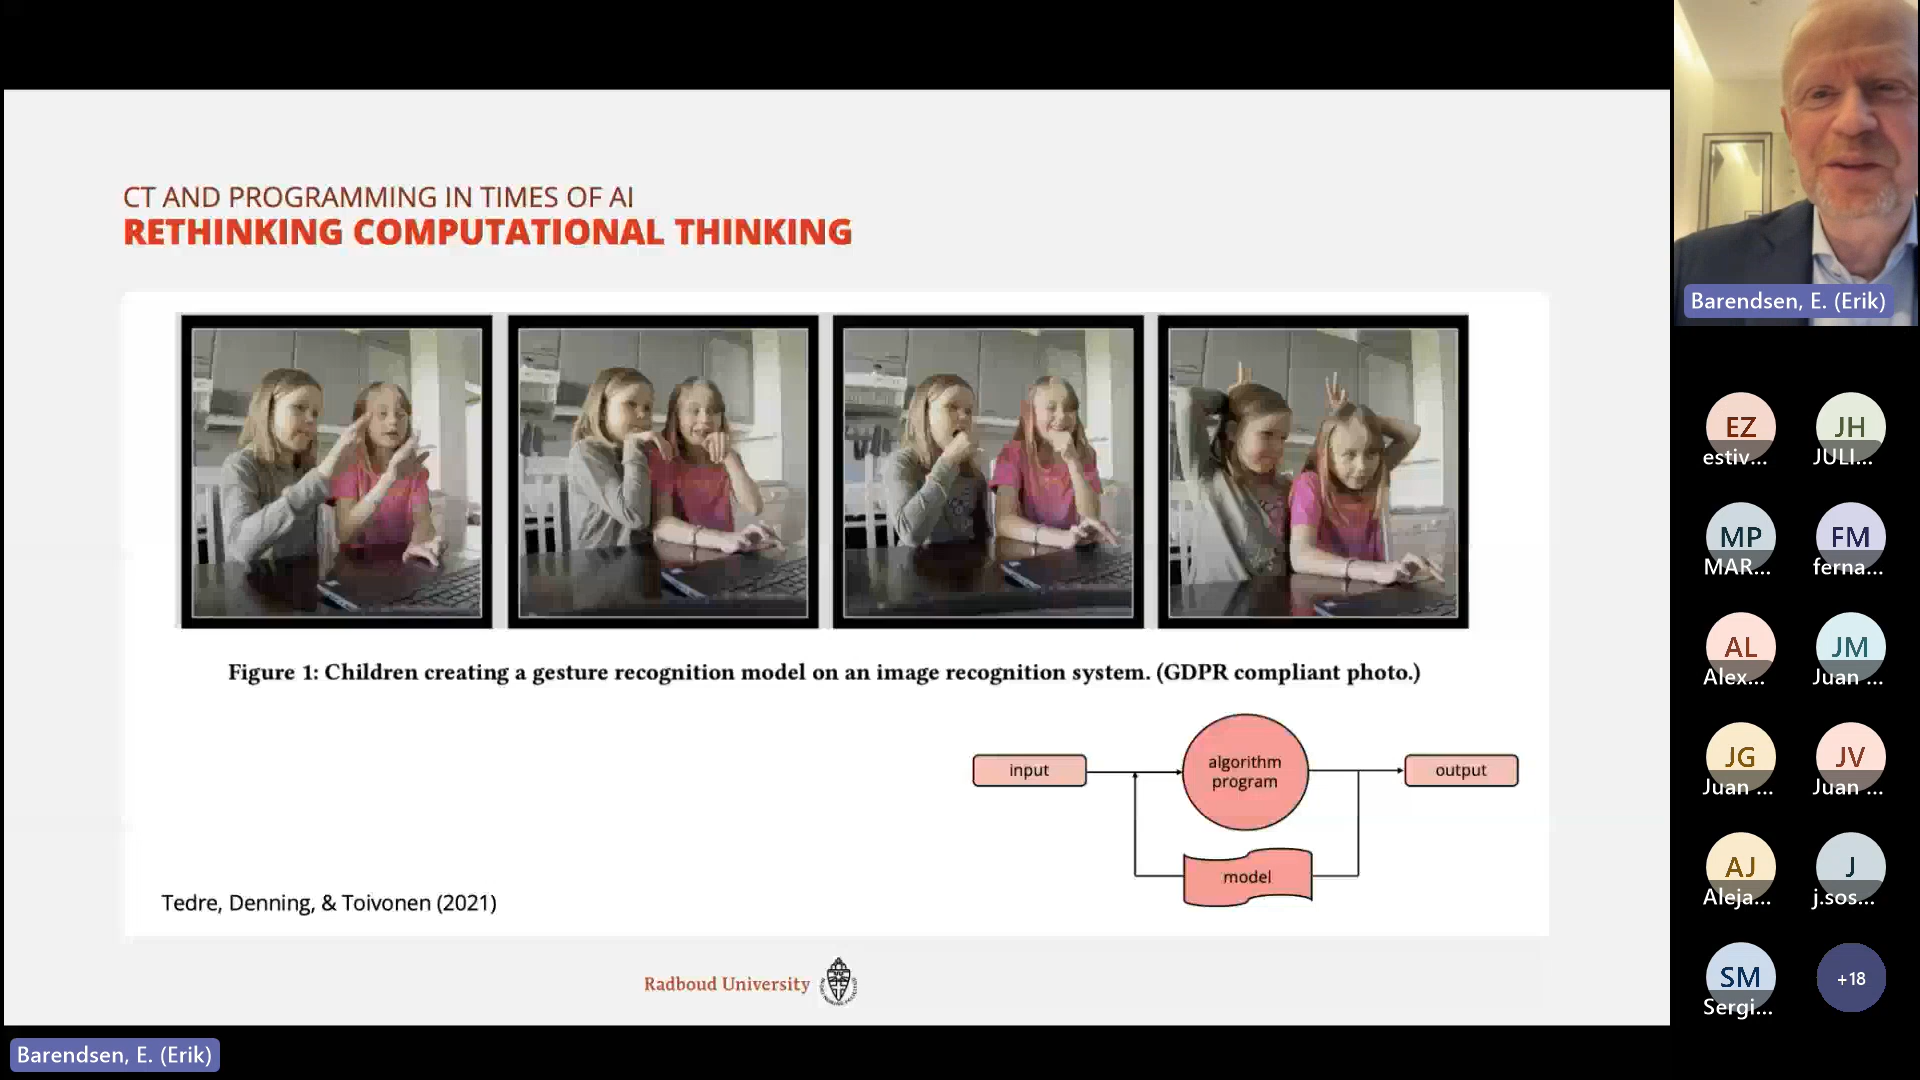 CT AND PROGRAMMING IN TIMES OF AI
RETHINKING COMPUTATIONAL THINKING
Figure 1: Children creating a gesture recognition model on an image recognition system. (GDPR compliant photo.)
input
algorithm
program
output
model
Tedre, Denning, & Toivonen (2021)
Radboud University
Barendsen, E. (Erik)
Barendsen, E. (Erik)
EZ
estiv...
JH
JULI...
MP
MAR...
FM
ferna...
AL
Alex...
JM
Juan ...
JG
Juan ...
JV
Juan ...
AJ
Aleja...
J
j.sos...
SM
Sergi...
+18